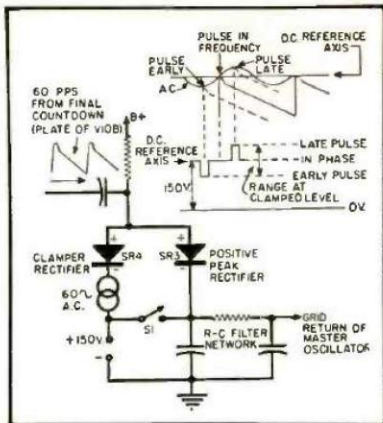 PULSE IN
FREQUENCY
D.C. REFERENCE
AXIS
PULSE
EARLY
PULSE
LATE
A.C.
60 PPS
FROM FINAL
COUNTDOWN
(PLATE OF V10B)
B+
D.C.
REFERENCE
AXIS
150V.
LATE PULSE
IN PHASE
EARLY PULSE
RANGE AT
CLAMPED LEVEL
0V.
CLAMPER
RECTIFIER
+
SR4
60~
A.C.
+
SR3
POSITIVE
PEAK
RECTIFIER
S1
+150V
-
R-C FILTER
NETWORK
GRID
RETURN OF
MASTER
OSCILLATOR